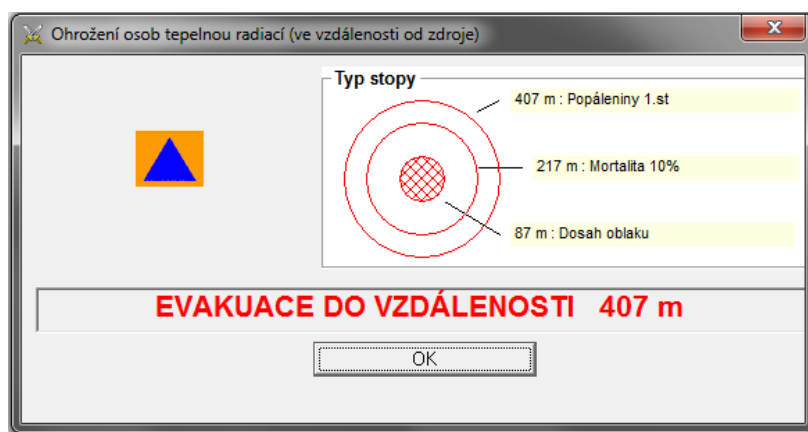 Ohrožení osob tepelnou radiací (ve vzdálenosti od zdroje)
Typ stopy
407 m : Popáleniny 1.st
217 m : Mortalita 10%
87 m : Dosah oblaku
EVAKUACE DO VZDÁLENOSTI 407 m
OK